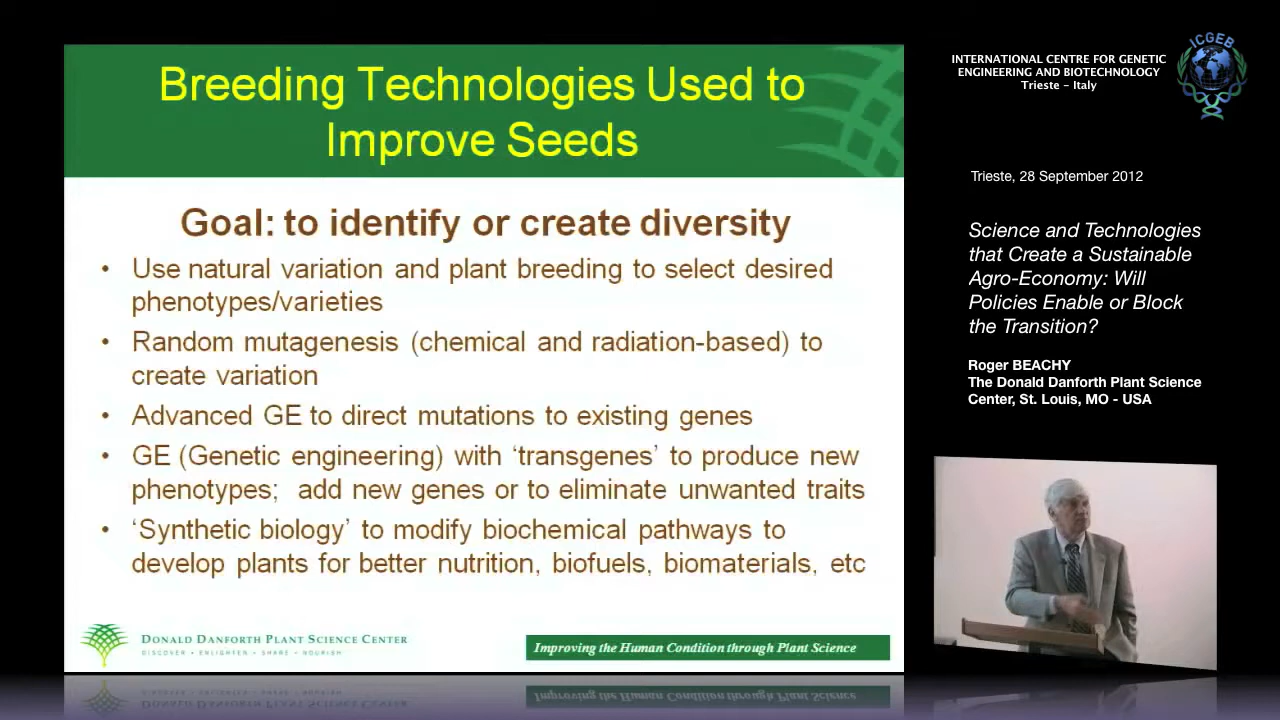 Breeding Technologies Used to
Improve Seeds
Goal: to identify or create diversity
• Use natural variation and plant breeding to select desired
phenotypes/varieties
• Random mutagenesis (chemical and radiation-based) to
create variation
• Advanced GE to direct mutations to existing genes
• GE (Genetic engineering) with ‘transgenes’ to produce new
phenotypes; add new genes or to eliminate unwanted traits
• ‘Synthetic biology’ to modify biochemical pathways to
develop plants for better nutrition, biofuels, biomaterials, etc
DONALD DANFORTH PLANT SCIENCE CENTER
DISCOVER • ENLIGHTEN • SHARE • NOURISH
Improving the Human Condition through Plant Science
INTERNATIONAL CENTRE FOR GENETIC
ENGINEERING AND BIOTECHNOLOGY
Trieste - Italy
ICGEB
Trieste, 28 September 2012
Science and Technologies
that Create a Sustainable
Agro-Economy: Will
Policies Enable or Block
the Transition?
Roger BEACHY
The Donald Danforth Plant Science
Center, St. Louis, MO - USA